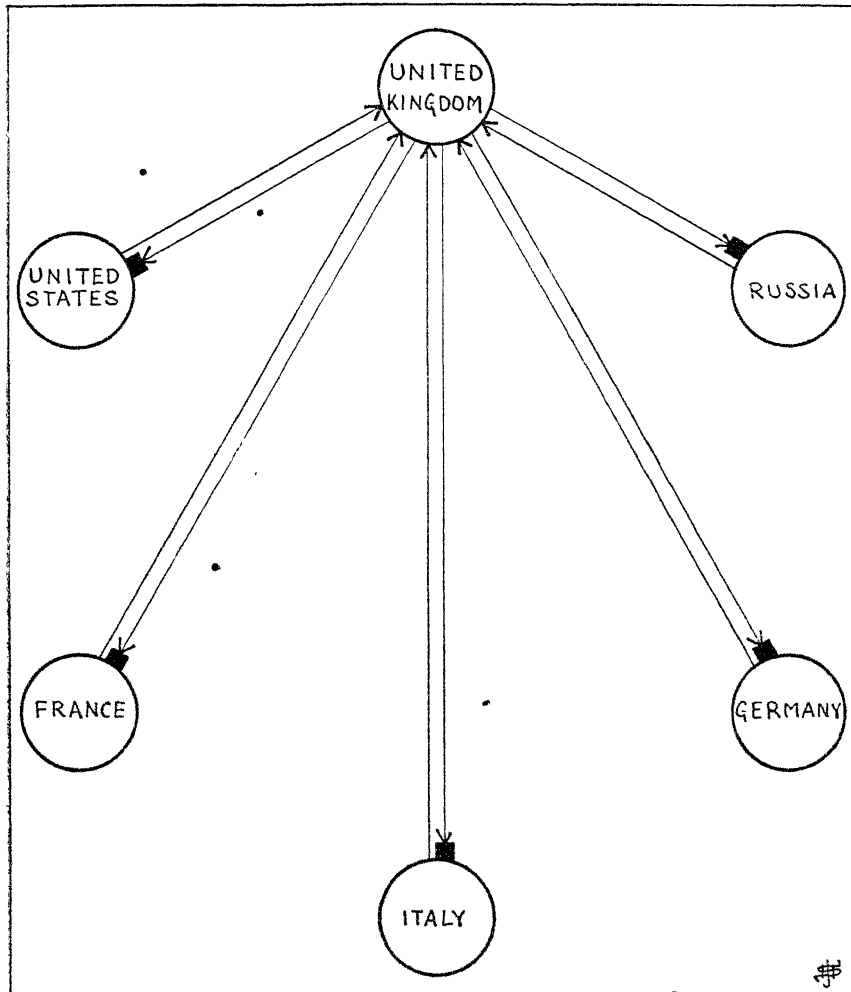 UNITED
KINGDOM
UNITED
STATES
RUSSIA
FRANCE
GERMANY
ITALY